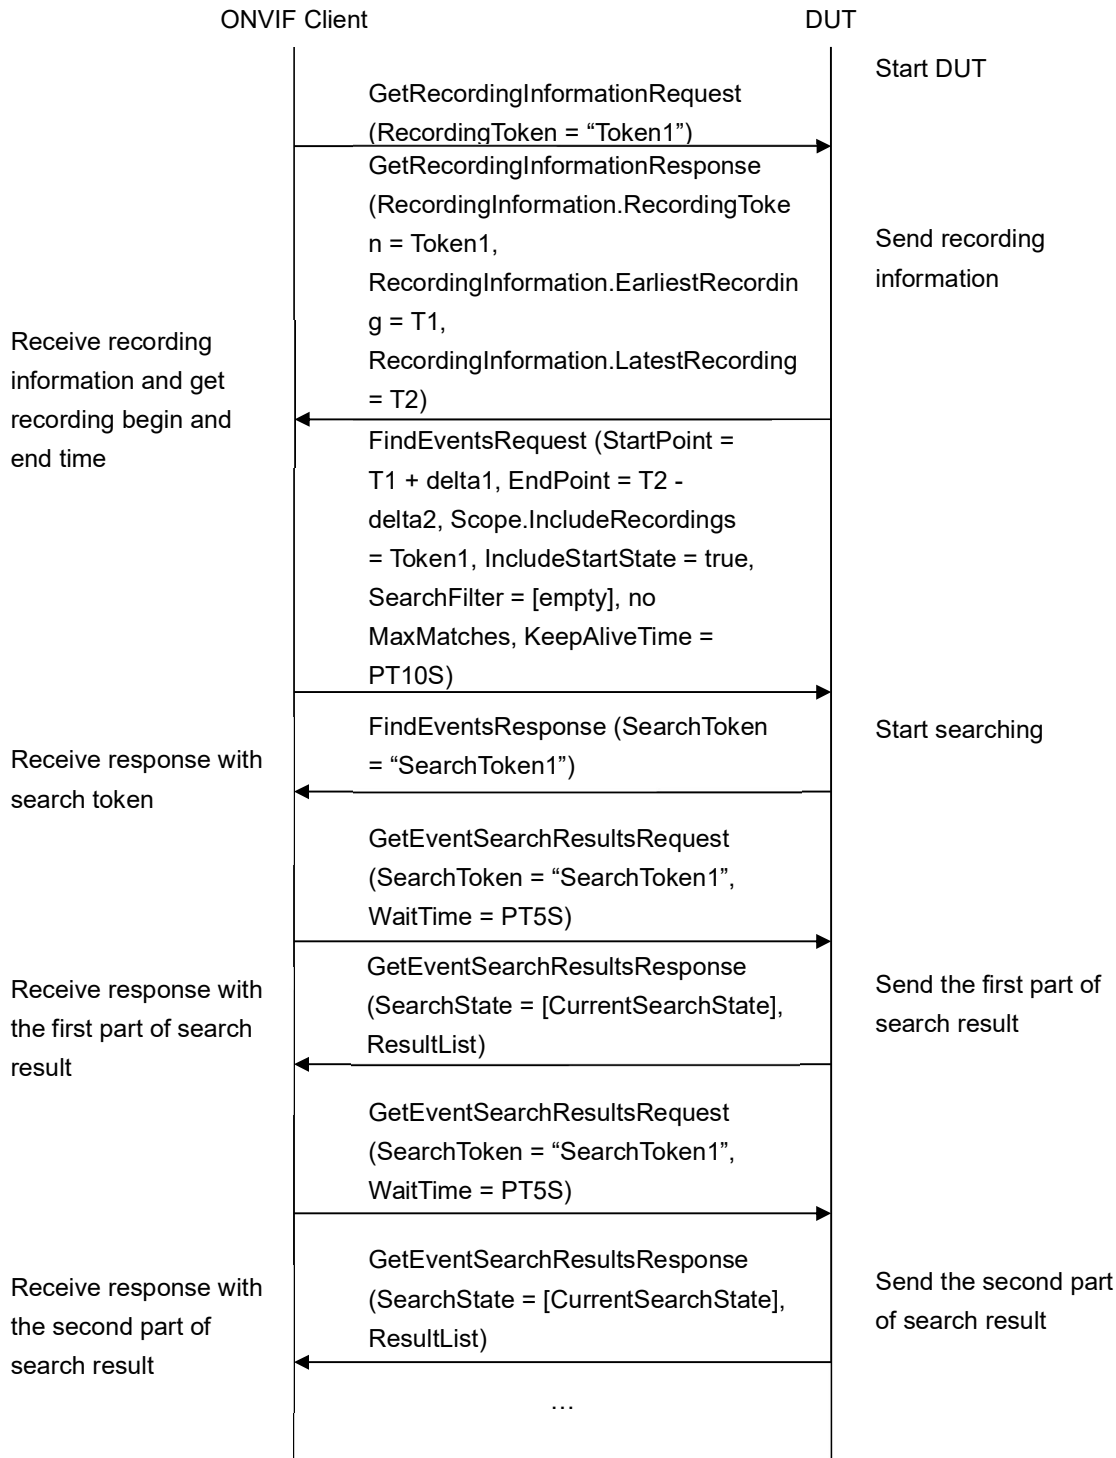 ONVIF Client
DUT
Start DUT
GetRecordingInformationRequest
(RecordingToken = “Token1”)
GetRecordingInformationResponse
(RecordingInformation.RecordingToke
n = Token1,
RecordingInformation.EarliestRecordin
g = T1,
RecordingInformation.LatestRecording
= T2)
Send recording
information
Receive recording
information and get
recording begin and
end time
FindEventsRequest (StartPoint =
T1 + delta1, EndPoint = T2 -
delta2, Scope.IncludeRecordings
= Token1, IncludeStartState = true,
SearchFilter = [empty], no
MaxMatches, KeepAliveTime =
PT10S)
FindEventsResponse (SearchToken
= “SearchToken1”)
Start searching
Receive response with
search token
GetEventSearchResultsRequest
(SearchToken = “SearchToken1”,
WaitTime = PT5S)
GetEventSearchResultsResponse
(SearchState = [CurrentSearchState],
ResultList)
Send the first part of
search result
Receive response with
the first part of search
result
GetEventSearchResultsRequest
(SearchToken = “SearchToken1”,
WaitTime = PT5S)
GetEventSearchResultsResponse
(SearchState = [CurrentSearchState],
ResultList)
Send the second part
of search result
Receive response with
the second part of
search result
…